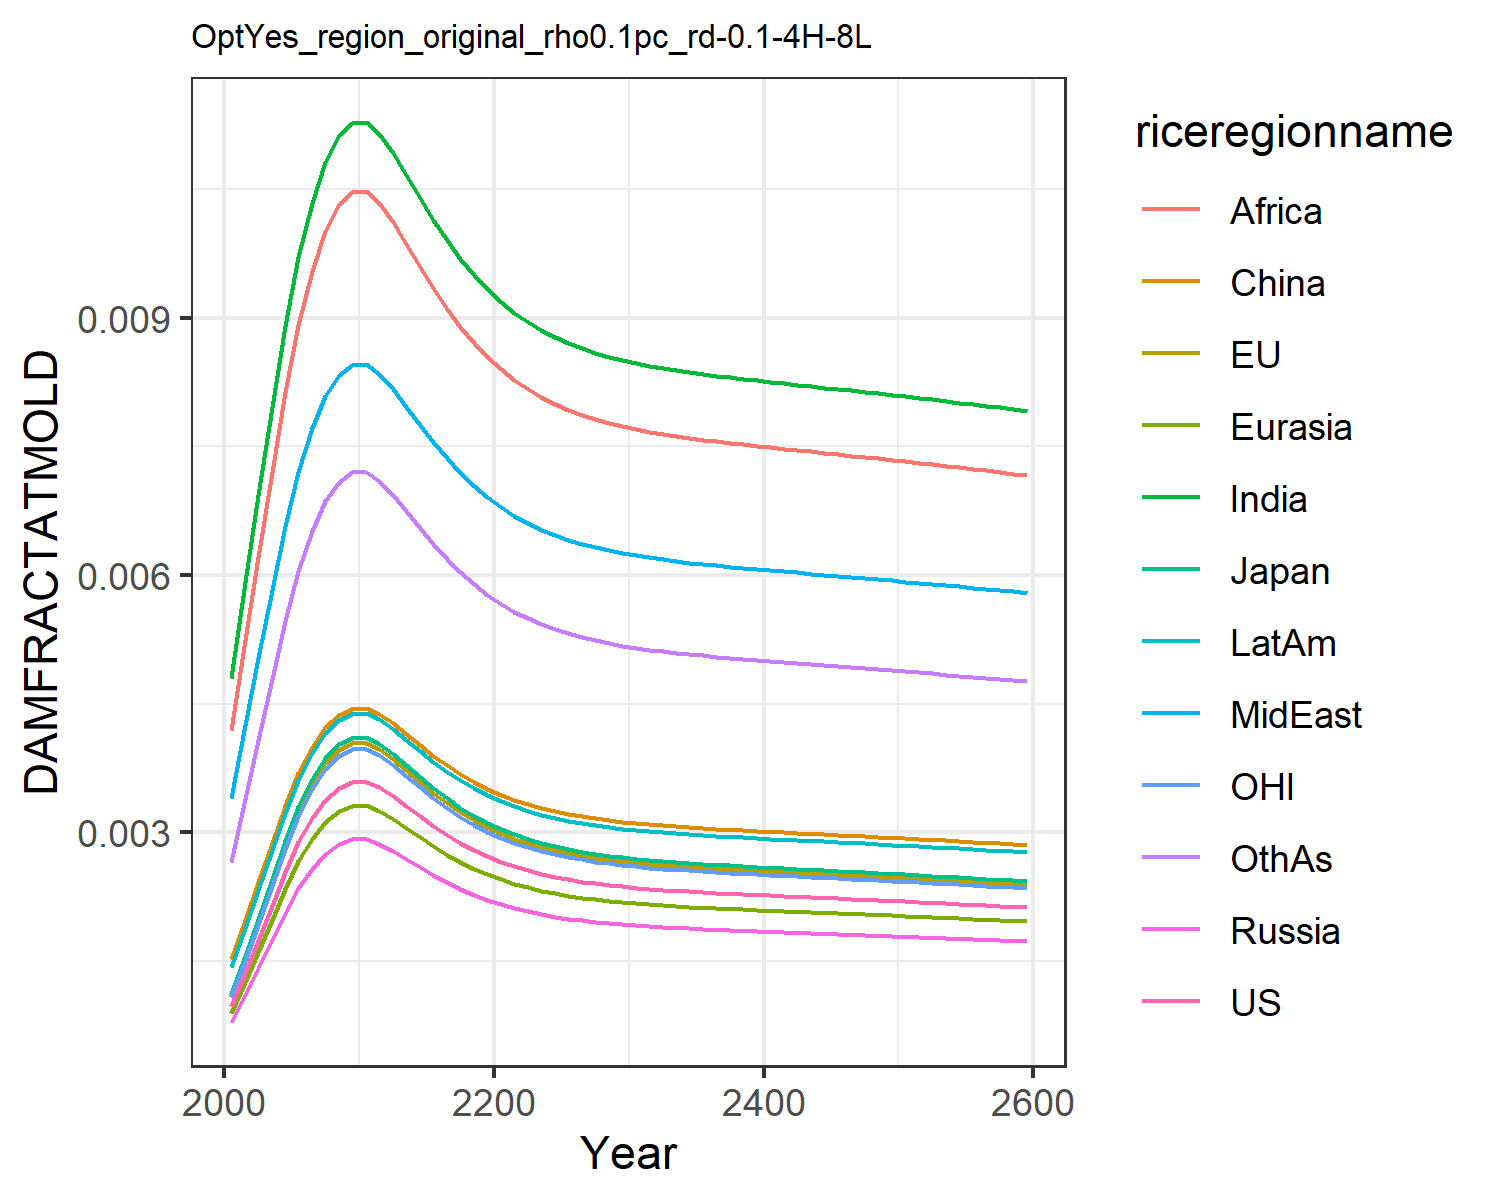 OptYes_region_original_rho0.1pc_rd-0.1-4H-8L
DAMFRACTATMOLD
0.009
0.006
0.003
2000
2200
2400
2600
Year
riceregionname
Africa
China
EU
Eurasia
India
Japan
LatAm
MidEast
OHI
OthAs
Russia
US